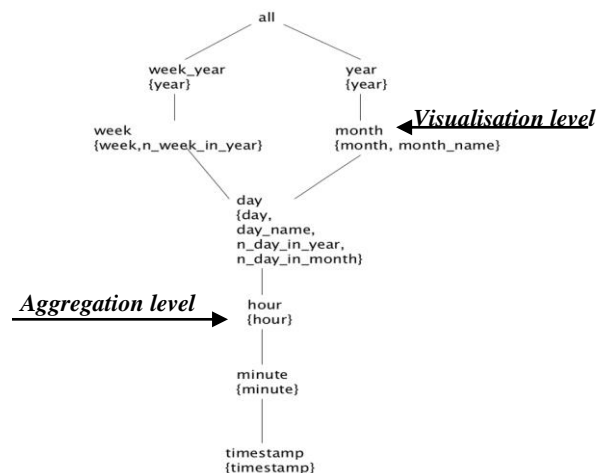 all
week_year
{year}
year
{year}
week
{week,n_week_in_year}
month
{month, month_name}
Visualisation level
day
{day,
day_name,
n_day_in_year,
n_day_in_month}
Aggregation level
hour
{hour}
minute
{minute}
timestamp
{timestamp}